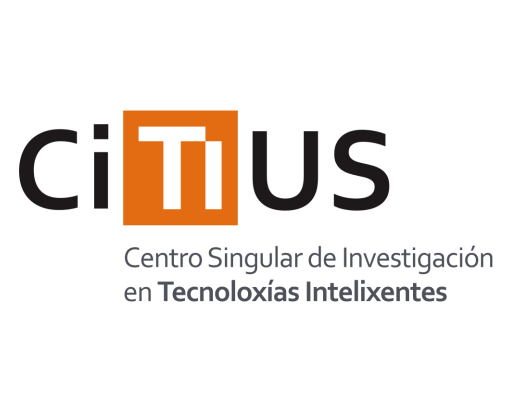 CiTIUS
Centro Singular de Investigación
en Tecnoloxías Intelixentes